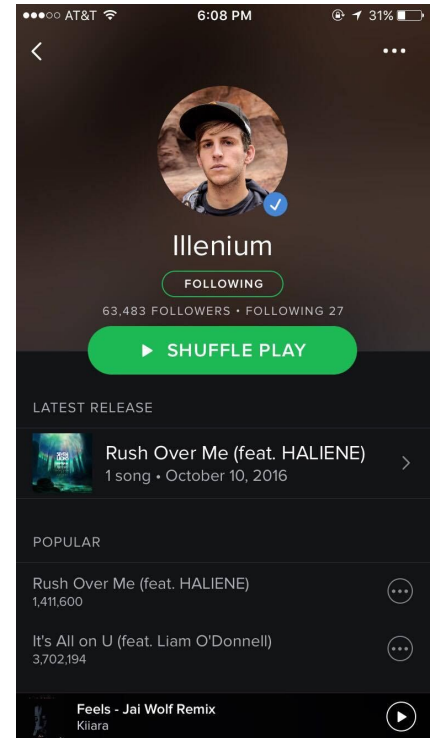 AT&T 6:08 PM 31%
Illenium
FOLLOWING
63,483 FOLLOWERS • FOLLOWING 27
SHUFFLE PLAY
LATEST RELEASE
Rush Over Me (feat. HALIENE)
1 song • October 10, 2016
POPULAR
Rush Over Me (feat. HALIENE)
1,411,600
It's All on U (feat. Liam O'Donnell)
3,702,194
Feels - Jai Wolf Remix
Kiiara